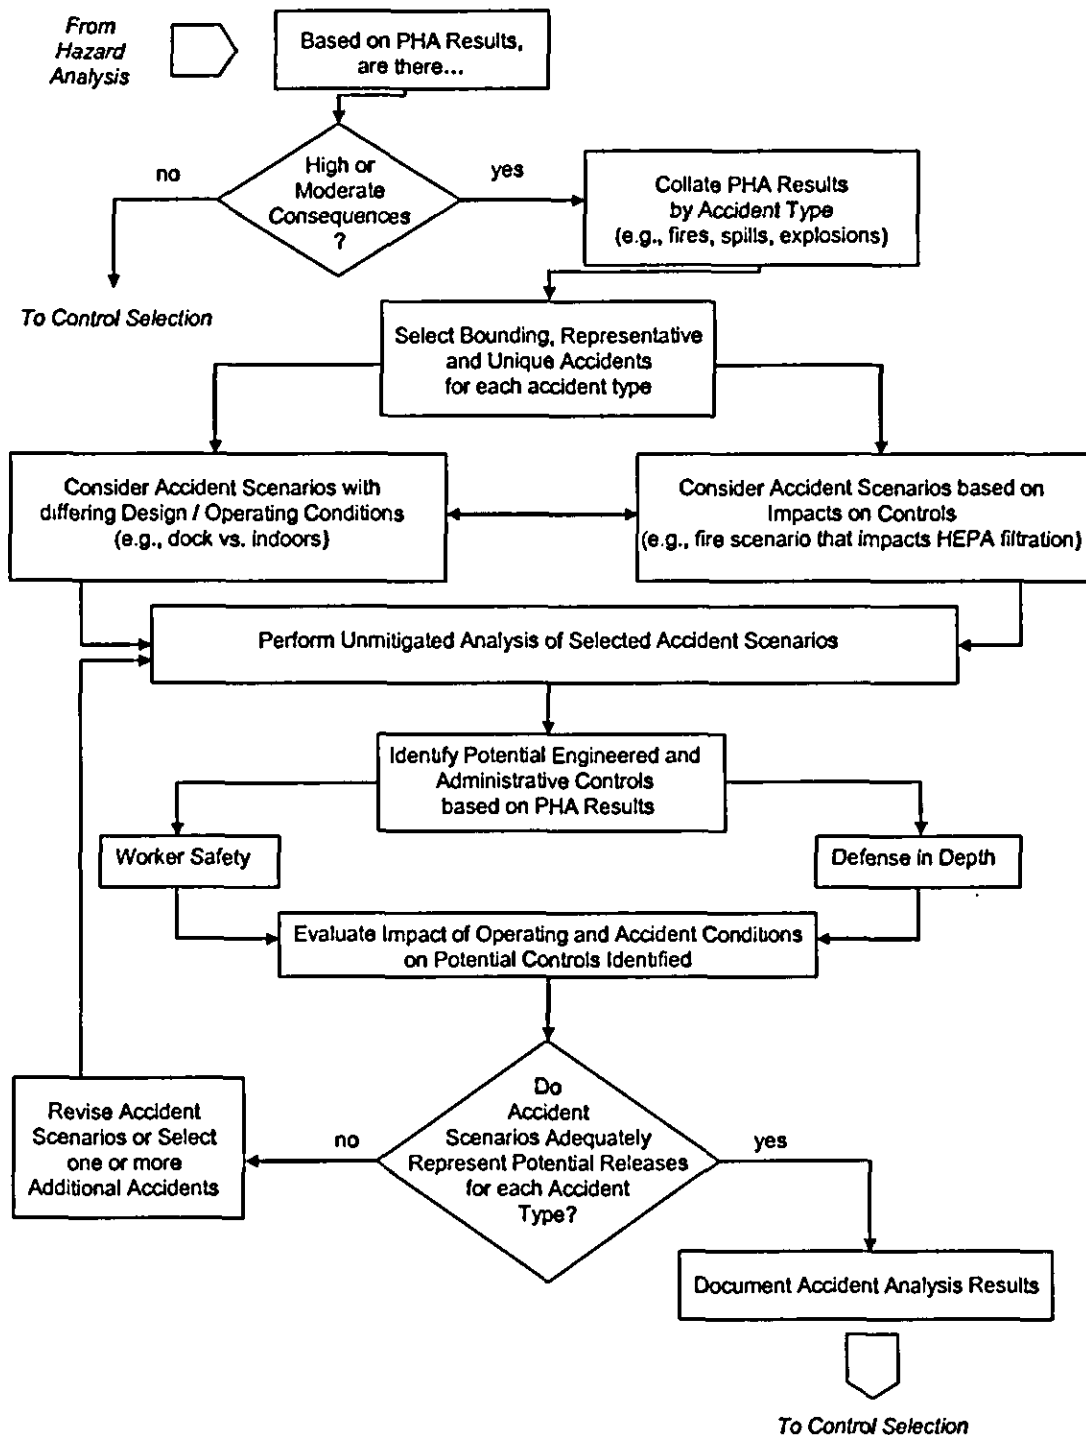 From
Hazard
Analysis
Based on PHA Results,
are there...
High or
Moderate
Consequences
?
no
yes
Collate PHA Results
by Accident Type
(e.g., fires, spills, explosions)
To Control Selection
Select Bounding, Representative
and Unique Accidents
for each accident type
Consider Accident Scenarios with
differing Design / Operating Conditions
(e.g., dock vs. indoors)
Consider Accident Scenarios based on
Impacts on Controls
(e.g., fire scenario that impacts HEPA filtration)
Perform Unmitigated Analysis of Selected Accident Scenarios
Identify Potential Engineered and
Administrative Controls
based on PHA Results
Worker Safety
Defense in Depth
Evaluate Impact of Operating and Accident Conditions
on Potential Controls Identified
Do
Accident
Scenarios Adequately
Represent Potential Releases
for each Accident
Type?
no
yes
Revise Accident
Scenarios or Select
one or more
Additional Accidents
Document Accident Analysis Results
To Control Selection